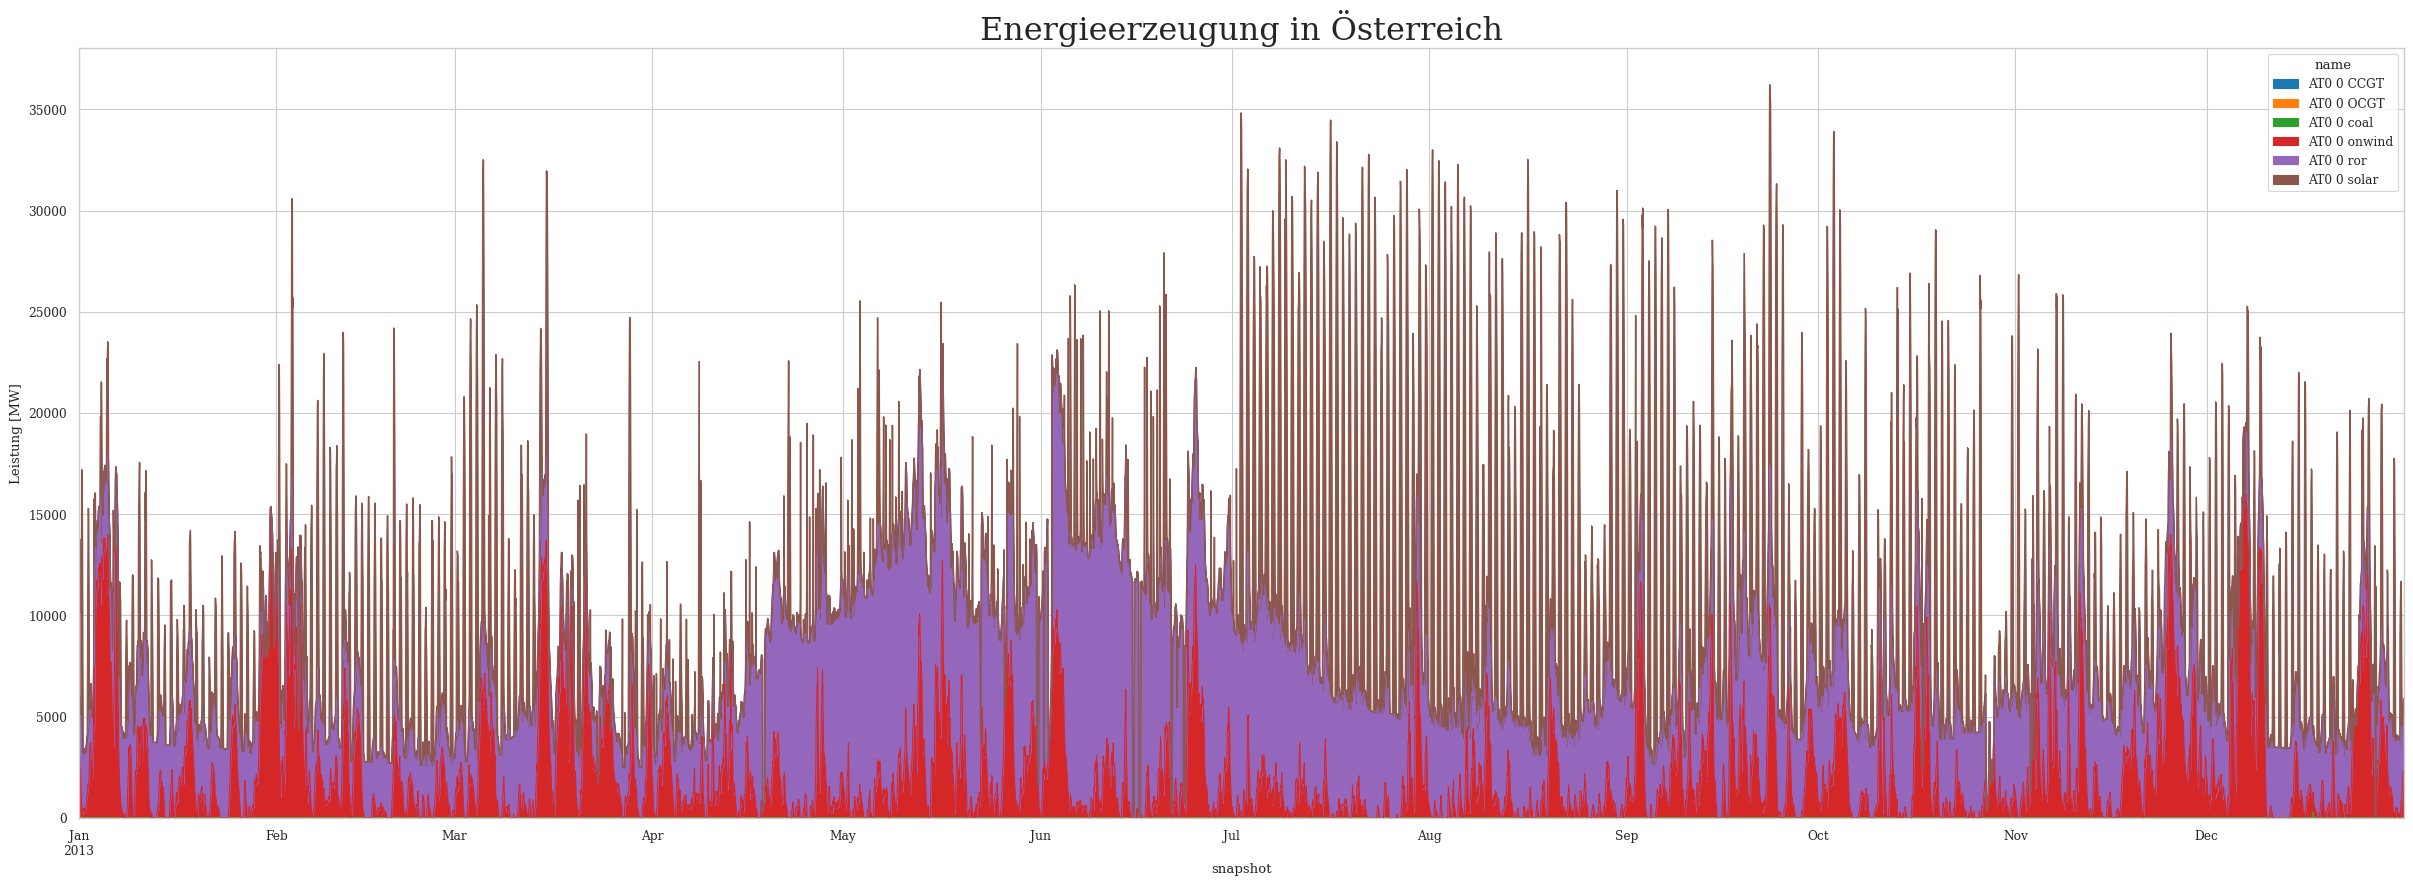 Energieerzeugung in Österreich
name
AT0 0 CCGT
AT0 0 OCGT
AT0 0 coal
AT0 0 onwind
AT0 0 ror
AT0 0 solar
Leistung [MW]
35000
30000
25000
20000
15000
10000
5000
0
Jan Feb Mar Apr May Jun Jul Aug Sep Oct Nov Dec
2013
snapshot